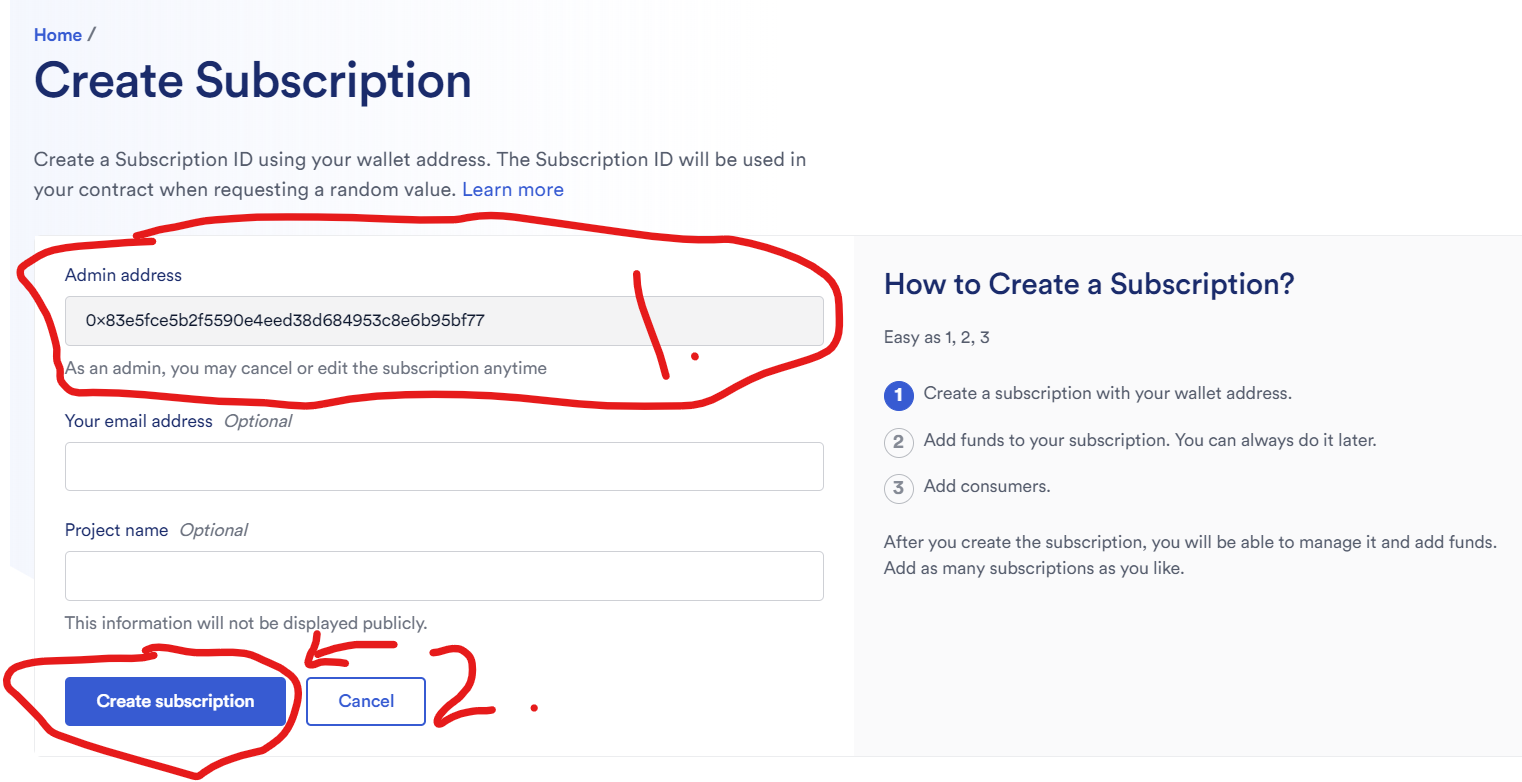 Home /
Create Subscription
Create a Subscription ID using your wallet address. The Subscription ID will be used in
your contract when requesting a random value. Learn more
Admin address
0x83e5fce5b2f5590e4eed38d684953c8e6b95bf77
1.
As an admin, you may cancel or edit the subscription anytime
Your email address Optional
Project name Optional
This information will not be displayed publicly.
Create subscription
Cancel
2.
How to Create a Subscription?
Easy as 1, 2, 3
1 Create a subscription with your wallet address.
2 Add funds to your subscription. You can always do it later.
3 Add consumers.
After you create the subscription, you will be able to manage it and add funds.
Add as many subscriptions as you like.